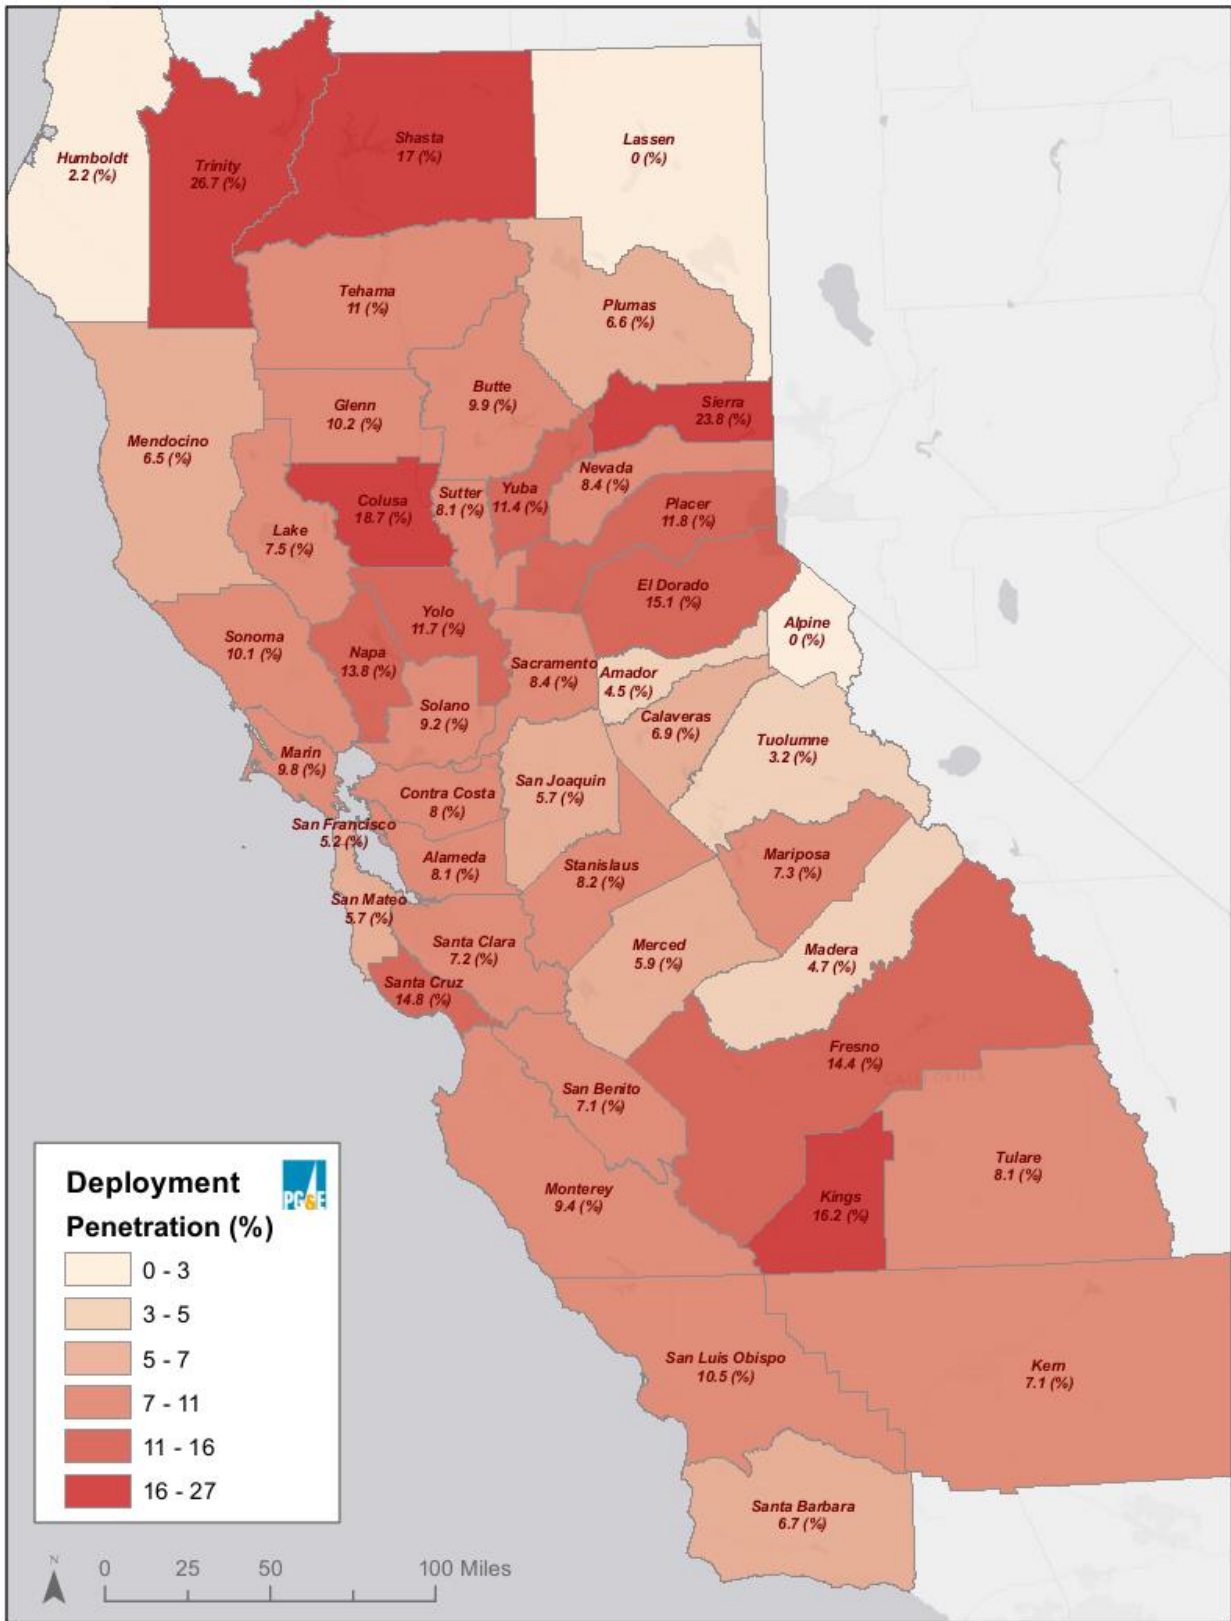 Humboldt
2.2 (%)
Trinity
26.7 (%)
Shasta
17 (%)
Lassen
0 (%)
Tehama
11 (%)
Plumas
6.6 (%)
Butte
9.9 (%)
Glenn
10.2 (%)
Sierra
23.8 (%)
Mendocino
6.5 (%)
Nevada
8.4 (%)
Colusa
18.7 (%)
Sutter
8.1 (%)
Yuba
11.4 (%)
Placer
11.8 (%)
Lake
7.5 (%)
El Dorado
15.1 (%)
Yolo
11.7 (%)
Alpine
0 (%)
Sonoma
10.1 (%)
Napa
13.8 (%)
Sacramento
8.4 (%)
Amador
4.5 (%)
Solano
9.2 (%)
Calaveras
6.9 (%)
Tuolumne
3.2 (%)
Marin
9.8 (%)
San Joaquin
5.7 (%)
Contra Costa
8 (%)
San Francisco
5.2 (%)
Alameda
8.1 (%)
Stanislaus
8.2 (%)
Mariposa
7.3 (%)
San Mateo
5.7 (%)
Santa Clara
7.2 (%)
Merced
5.9 (%)
Madera
4.7 (%)
Santa Cruz
14.8 (%)
Fresno
14.4 (%)
San Benito
7.1 (%)
Tulare
8.1 (%)
Monterey
9.4 (%)
Kings
16.2 (%)
San Luis Obispo
10.5 (%)
Kern
7.1 (%)
Santa Barbara
6.7 (%)
Deployment
PG&E
Penetration (%)
0 - 3
3 - 5
5 - 7
7 - 11
11 - 16
16 - 27
N
0 25 50 100 Miles